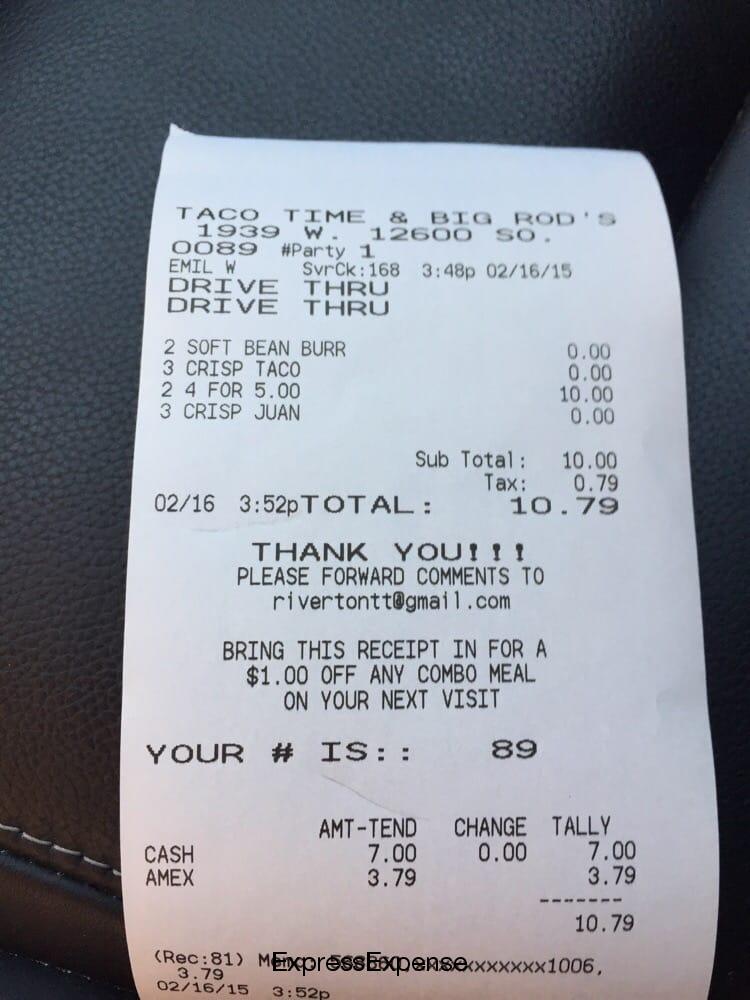 TACO TIME & BIG ROD'S
1939 W. 12600 SO.
0089 #Party 1
EMIL W SvrCk:168 3:48p 02/16/15
DRIVE THRU
DRIVE THRU
2 SOFT BEAN BURR 0.00
3 CRISP TACO 0.00
2 4 FOR 5.00 10.00
3 CRISP JUAN 0.00
Sub Total: 10.00
Tax: 0.79
02/16 3:52pTOTAL: 10.79
THANK YOU!!!
PLEASE FORWARD COMMENTS TO
rivertontt@gmail.com
BRING THIS RECEIPT IN FOR A
$1.00 OFF ANY COMBO MEAL
ON YOUR NEXT VISIT
YOUR # IS:: 89
AMT-TEND CHANGE TALLY
CASH 7.00 0.00 7.00
AMEX 3.79 3.79
-------
10.79
(Rec:81) xxxxxxxxxxx1006,
ExpressExpense
3.79
02/16/15 3:52p